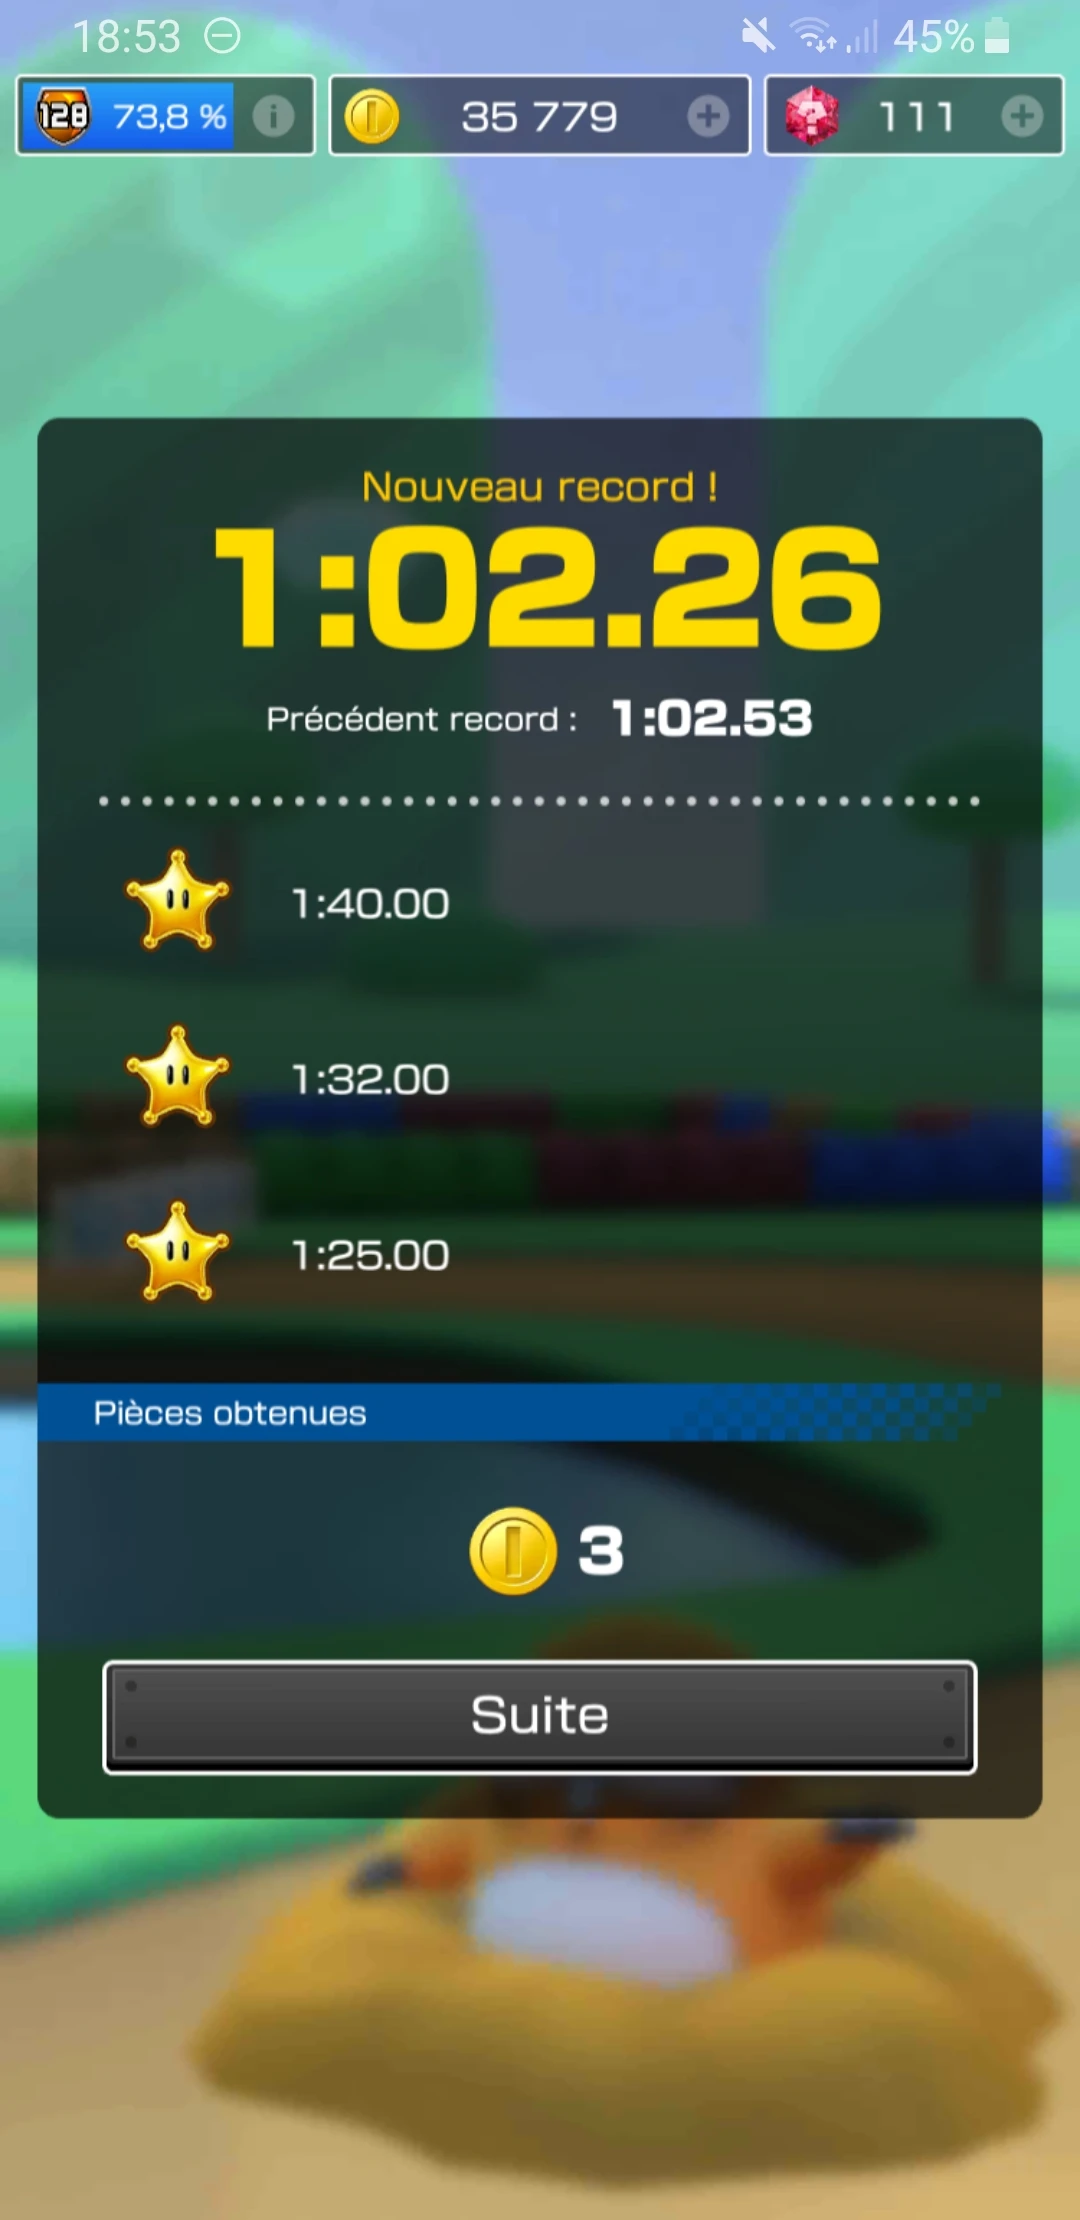 18:53 45%
128 73,8 % 35 779 111
Nouveau record !
1:02.26
Précédent record : 1:02.53
1:40.00
1:32.00
1:25.00
Pièces obtenues
3
Suite